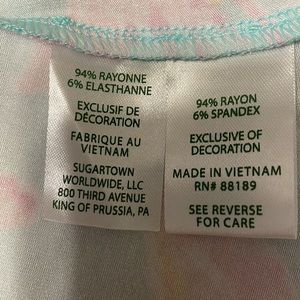 94% RAYONNE
6% ELASTHANNE
EXCLUSIF DE
DÉCORATION
FABRIQUE AU
VIETNAM
SUGARTOWN
WORLDWIDE, LLC
800 THIRD AVENUE
KING OF PRUSSIA, PA
94% RAYON
6% SPANDEX
EXCLUSIVE OF
DECORATION
MADE IN VIETNAM
RN# 88189
SEE REVERSE
FOR CARE